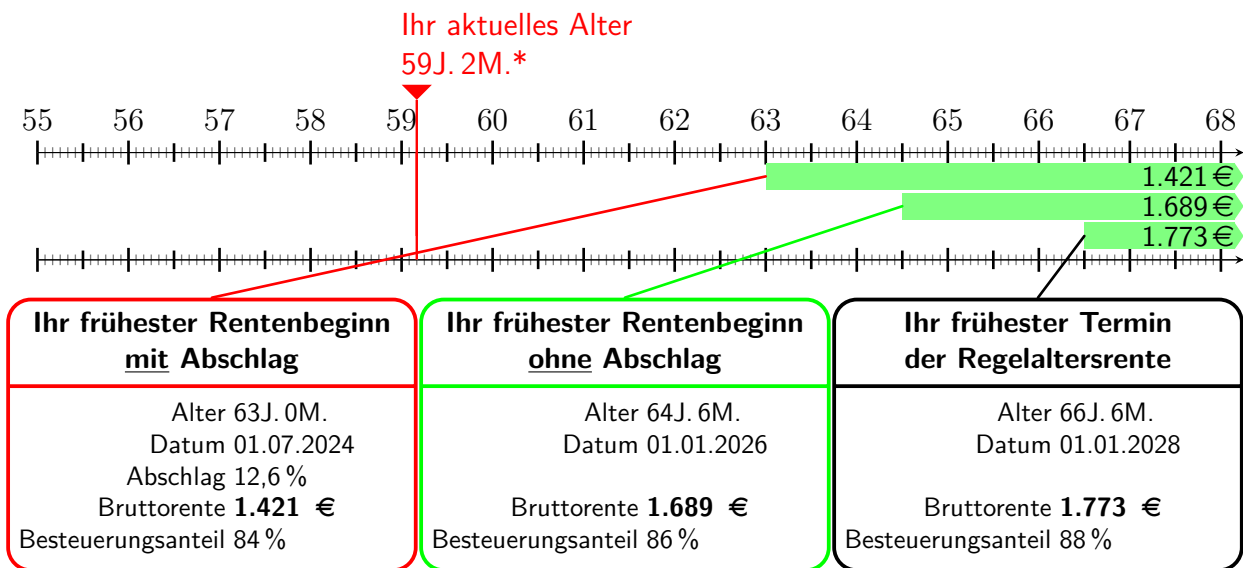 Ihr aktuelles Alter
59J. 2M.*
55 56 57 58 59 60 61 62 63 64 65 66 67 68
1.421 €
1.689 €
1.773 €
Ihr frühester Rentenbeginn
mit Abschlag
Alter 63J. 0M.
Datum 01.07.2024
Abschlag 12,6 %
Bruttorente 1.421 €
Besteuerungsanteil 84 %
Ihr frühester Rentenbeginn
ohne Abschlag
Alter 64J. 6M.
Datum 01.01.2026
Bruttorente 1.689 €
Besteuerungsanteil 86 %
Ihr frühester Termin
der Regelaltersrente
Alter 66J. 6M.
Datum 01.01.2028
Bruttorente 1.773 €
Besteuerungsanteil 88 %